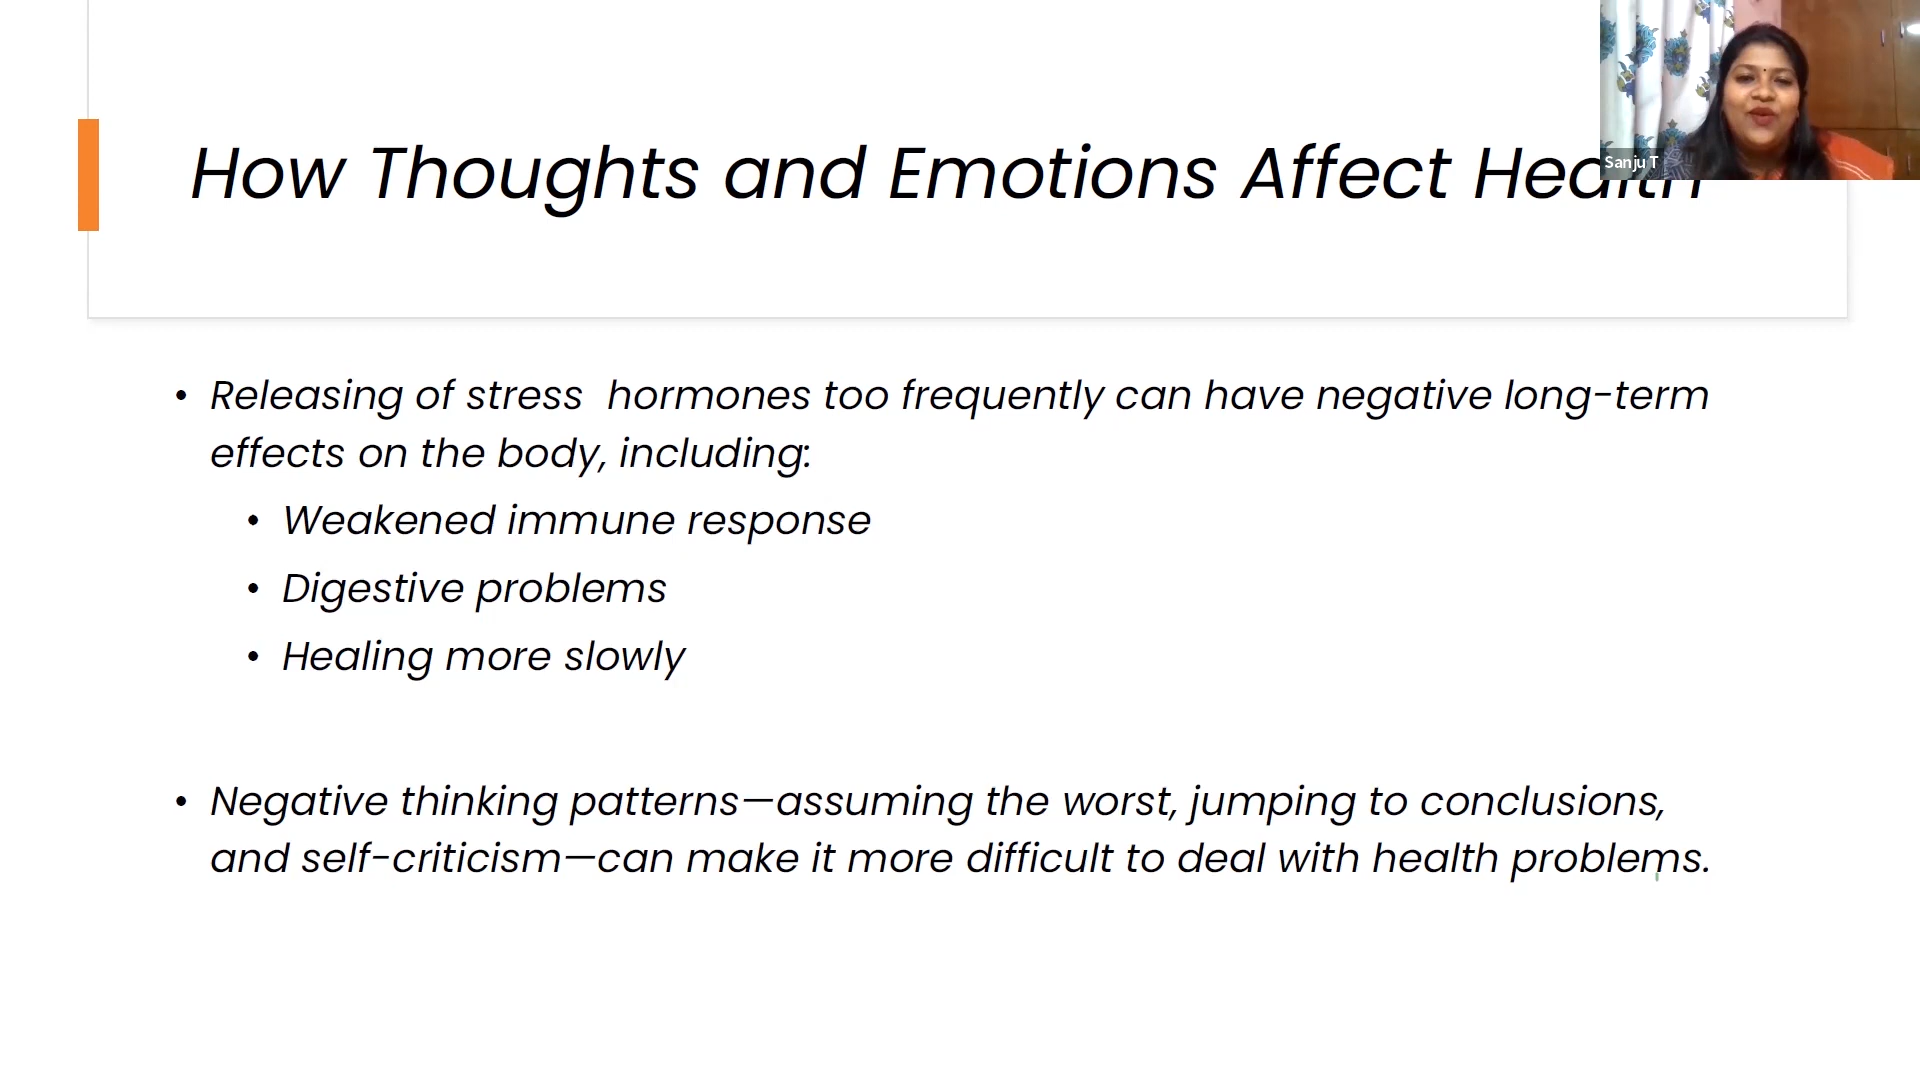 How Thoughts and Emotions Affect Health
Sanju T
• Releasing of stress  hormones too frequently can have negative long-term
effects on the body, including:
• Weakened immune response
• Digestive problems
• Healing more slowly
• Negative thinking patterns—assuming the worst, jumping to conclusions,
and self-criticism—can make it more difficult to deal with health problems.